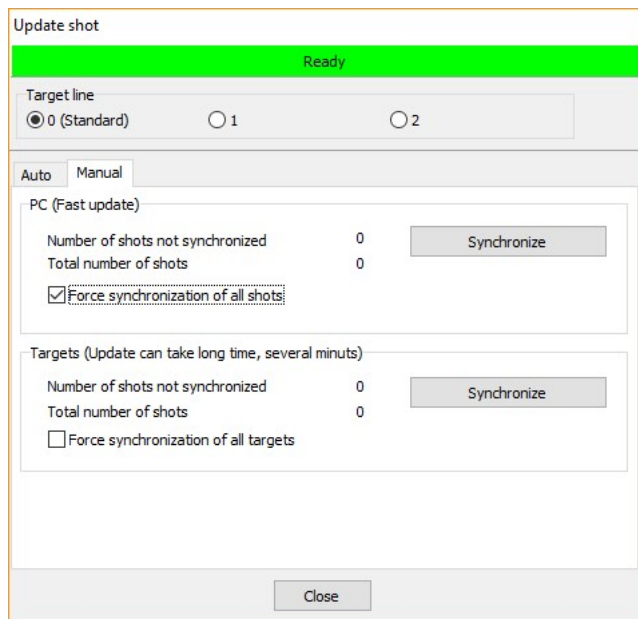 Update shot
Ready
Target line
0 (Standard) 1 2
Auto Manual
PC (Fast update)
Number of shots not synchronized 0 Synchronize
Total number of shots 0
Force synchronization of all shots
Targets (Update can take long time, several minuts)
Number of shots not synchronized 0 Synchronize
Total number of shots 0
Force synchronization of all targets
Close